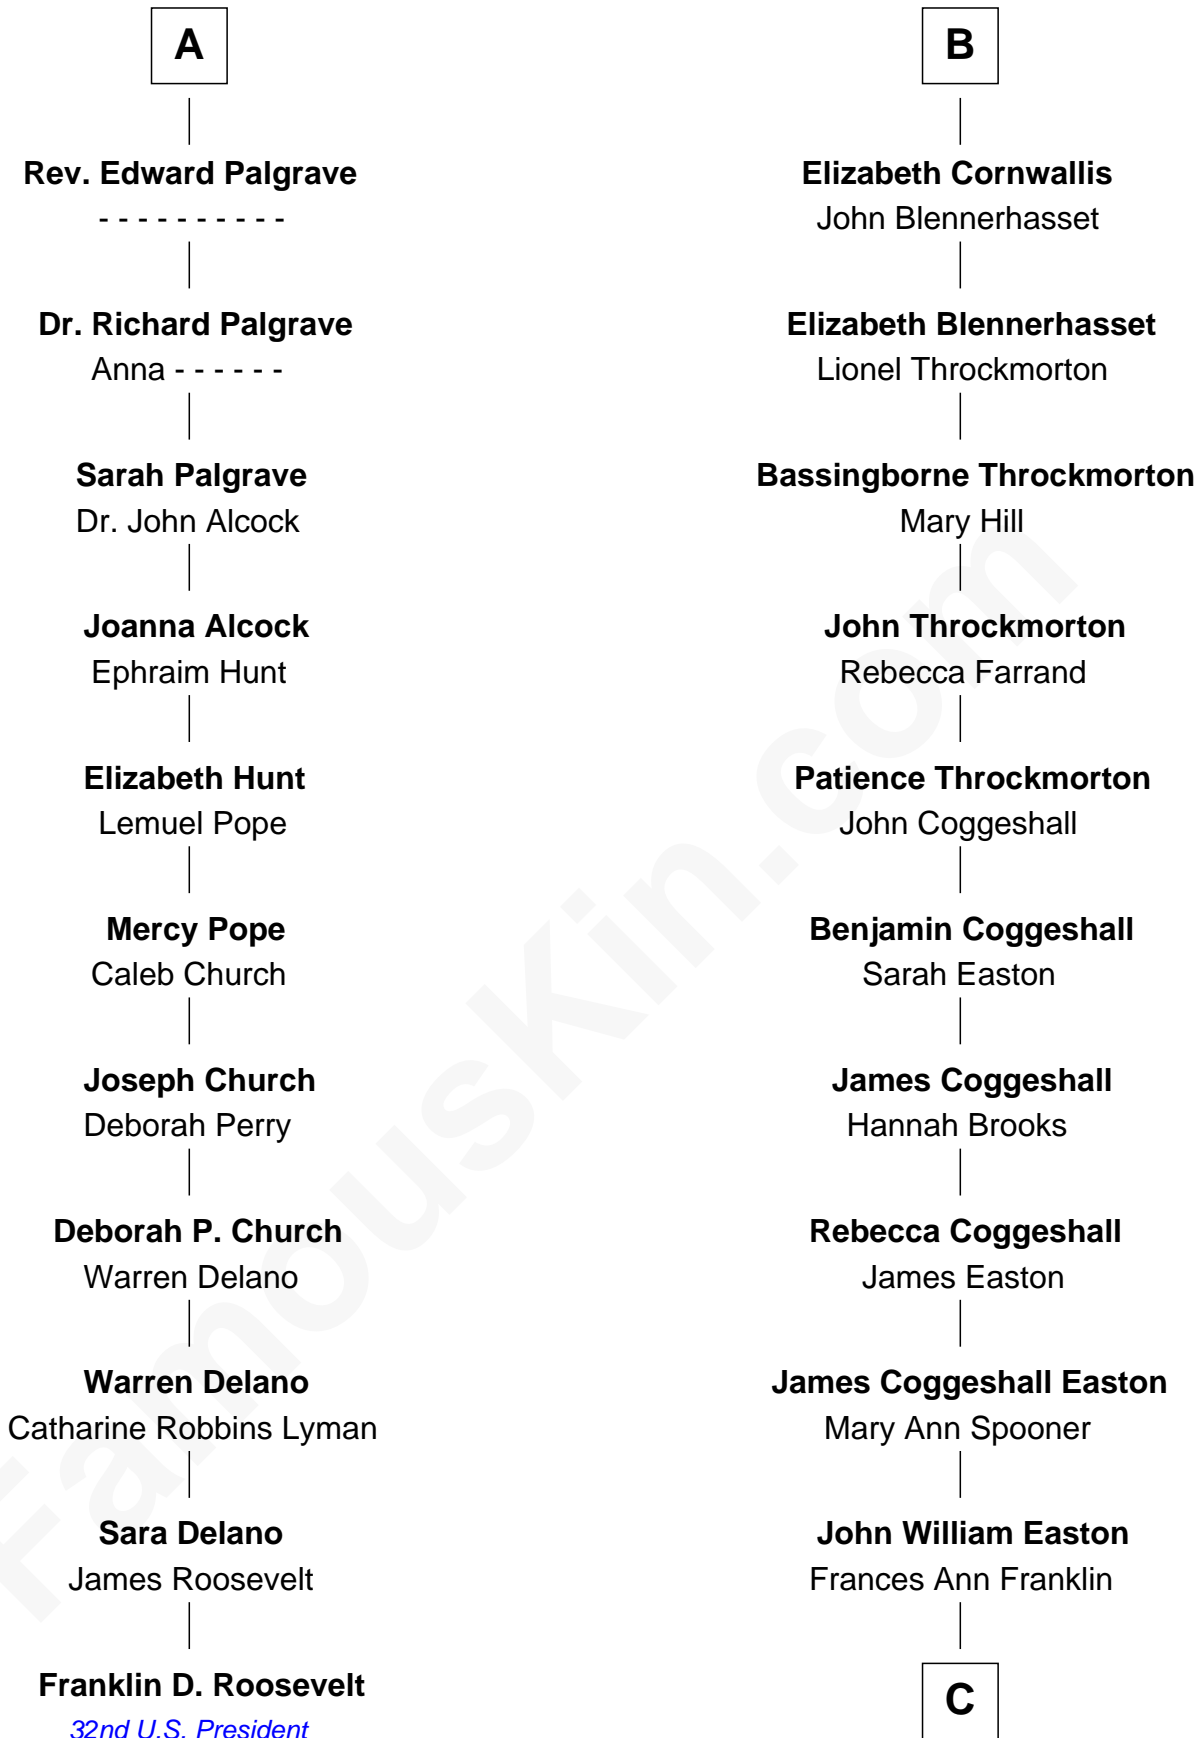 A
Rev. Edward Palgrave
- - - - - - - - - -
Dr. Richard Palgrave
Anna - - - - - -
Sarah Palgrave
Dr. John Alcock
Joanna Alcock
Ephraim Hunt
Elizabeth Hunt
Lemuel Pope
Mercy Pope
Caleb Church
Joseph Church
Deborah Perry
Deborah P. Church
Warren Delano
Warren Delano
Catharine Robbins Lyman
Sara Delano
James Roosevelt
Franklin D. Roosevelt
32nd U.S. President
B
Elizabeth Cornwallis
John Blennerhasset
Elizabeth Blennerhasset
Lionel Throckmorton
Bassingborne Throckmorton
Mary Hill
John Throckmorton
Rebecca Farrand
Patience Throckmorton
John Coggeshall
Benjamin Coggeshall
Sarah Easton
James Coggeshall
Hannah Brooks
Rebecca Coggeshall
James Easton
James Coggeshall Easton
Mary Ann Spooner
John William Easton
Frances Ann Franklin
C
FamousKin.com